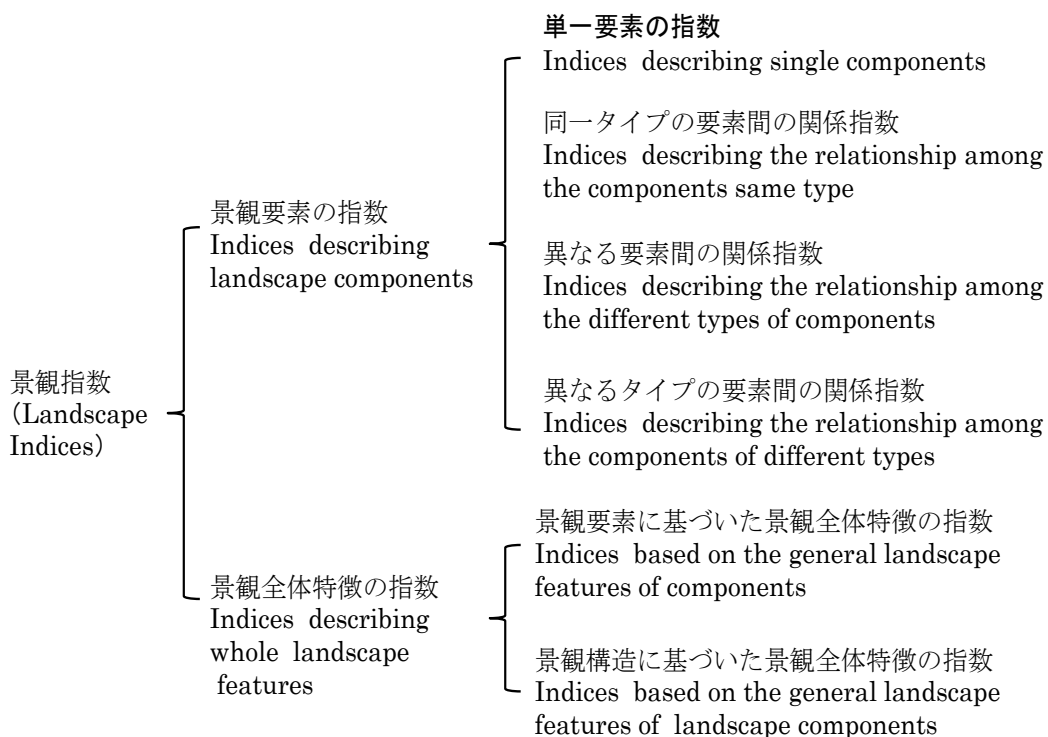 景観指数
(Landscape
Indices)
景観要素の指数
Indices describing
landscape components
単一要素の指数
Indices describing single components
同一タイプの要素間の関係指数
Indices describing the relationship among
the components same type
異なる要素間の関係指数
Indices describing the relationship among
the different types of components
異なるタイプの要素間の関係指数
Indices describing the relationship among
the components of different types
景観全体特徴の指数
Indices describing
whole landscape
features
景観要素に基づいた景観全体特徴の指数
Indices based on the general landscape
features of components
景観構造に基づいた景観全体特徴の指数
Indices based on the general landscape
features of landscape components